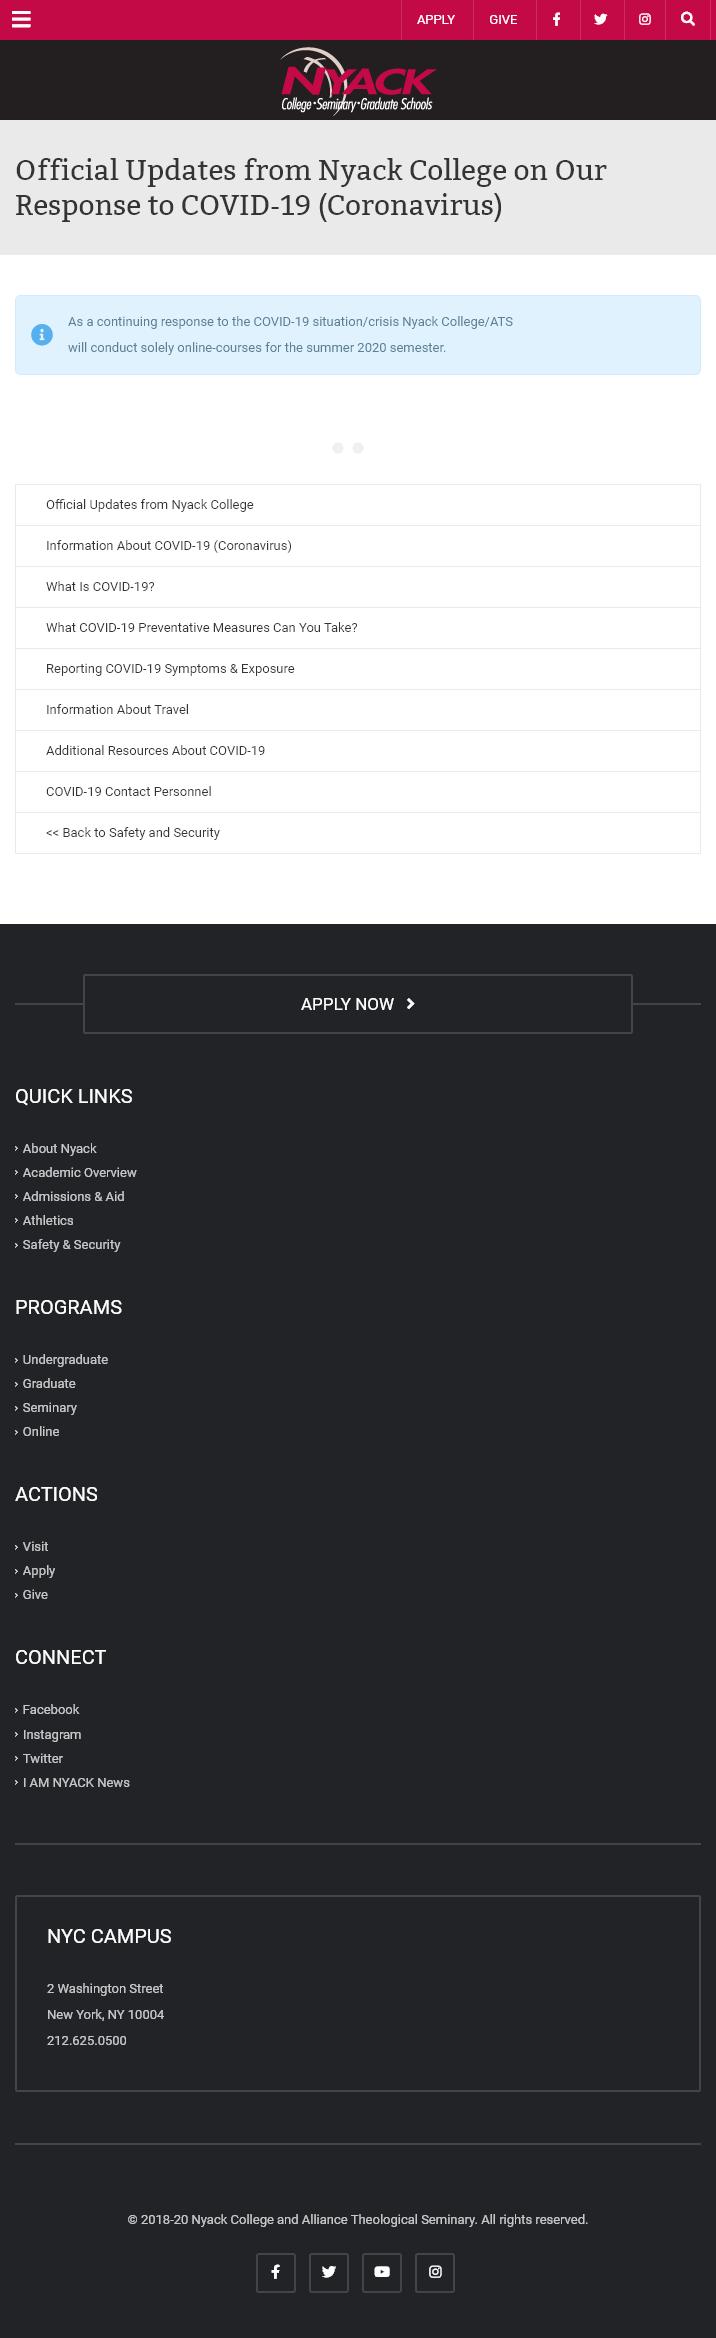 APPLY
GIVE
NYACK
College • Seminary • Graduate Schools
Official Updates from Nyack College on Our
Response to COVID-19 (Coronavirus)
As a continuing response to the COVID-19 situation/crisis Nyack College/ATS
will conduct solely online-courses for the summer 2020 semester.
Official Updates from Nyack College
Information About COVID-19 (Coronavirus)
What Is COVID-19?
What COVID-19 Preventative Measures Can You Take?
Reporting COVID-19 Symptoms & Exposure
Information About Travel
Additional Resources About COVID-19
COVID-19 Contact Personnel
<< Back to Safety and Security
APPLY NOW
QUICK LINKS
About Nyack
Academic Overview
Admissions & Aid
Athletics
Safety & Security
PROGRAMS
Undergraduate
Graduate
Seminary
Online
ACTIONS
Visit
Apply
Give
CONNECT
Facebook
Instagram
Twitter
I AM NYACK News
NYC CAMPUS
2 Washington Street
New York, NY 10004
212.625.0500
© 2018-20 Nyack College and Alliance Theological Seminary. All rights reserved.